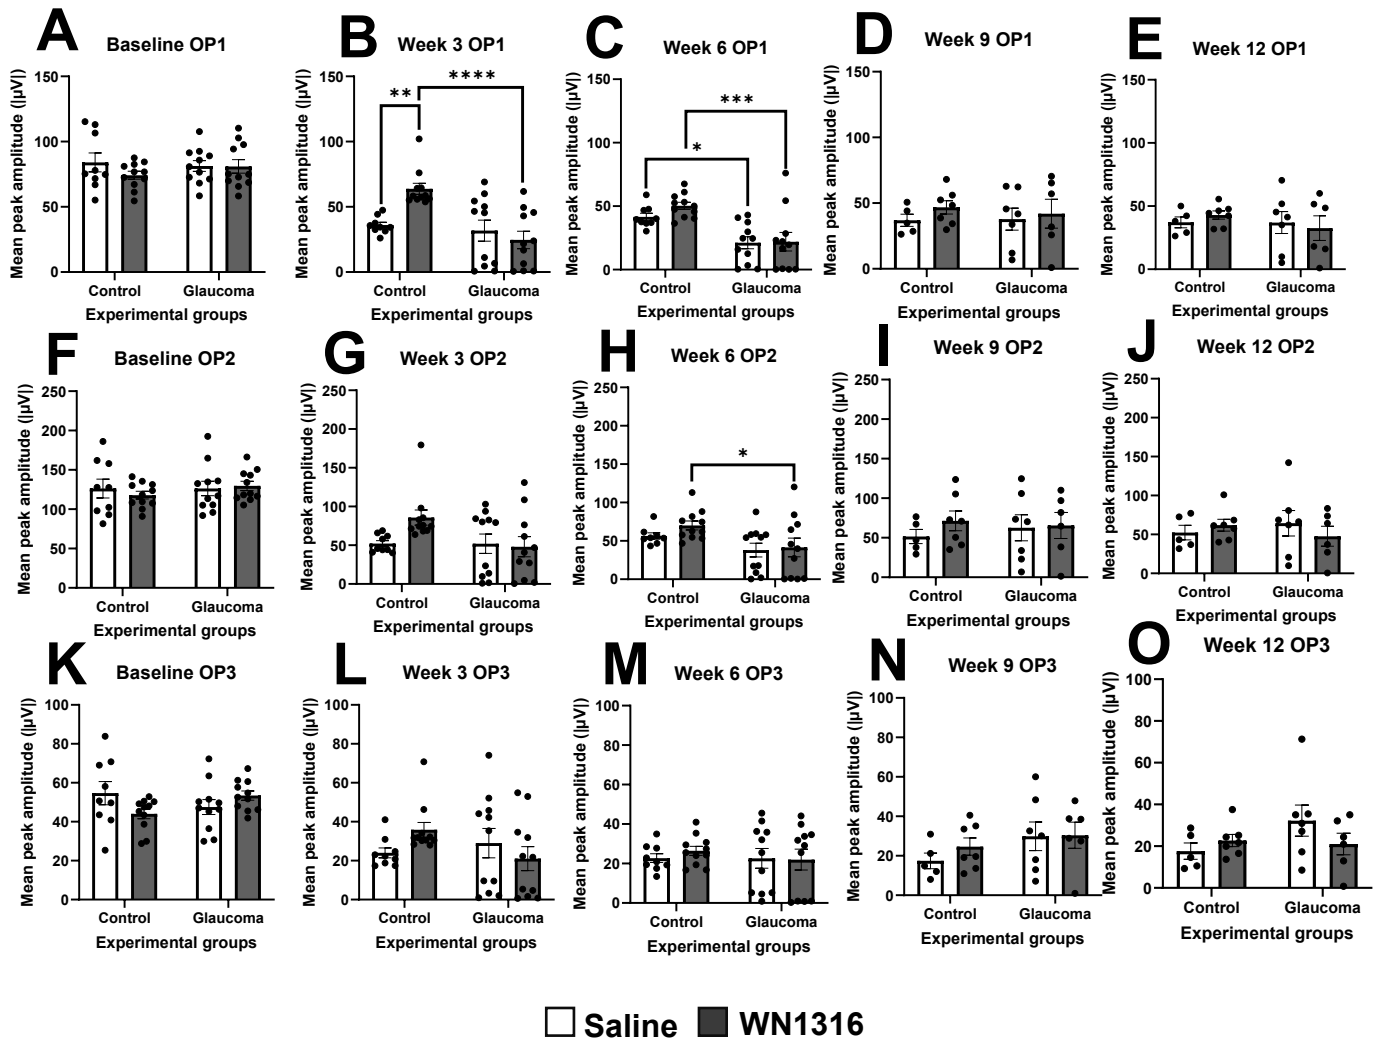 A Baseline OP1
Mean peak amplitude (|μV|)
150
100
50
0
Control Glaucoma
Experimental groups
B Week 3 OP1
Mean peak amplitude (|μV|)
150
100
50
0
** ****
Control Glaucoma
Experimental groups
C Week 6 OP1
Mean peak amplitude (|μV|)
150
100
50
0
* ***
Control Glaucoma
Experimental groups
D Week 9 OP1
Mean peak amplitude (|μV|)
150
100
50
0
Control Glaucoma
Experimental groups
E Week 12 OP1
Mean peak amplitude (|μV|)
150
100
50
0
Control Glaucoma
Experimental groups
F Baseline OP2
Mean peak amplitude (|μV|)
250
200
150
100
50
0
Control Glaucoma
Experimental groups
G Week 3 OP2
Mean peak amplitude (|μV|)
250
200
150
100
50
0
Control Glaucoma
Experimental groups
H Week 6 OP2
Mean peak amplitude (|μV|)
250
200
150
100
50
0
*
Control Glaucoma
Experimental groups
I Week 9 OP2
Mean peak amplitude (|μV|)
250
200
150
100
50
0
Control Glaucoma
Experimental groups
J Week 12 OP2
Mean peak amplitude (|μV|)
250
200
150
100
50
0
Control Glaucoma
Experimental groups
K Baseline OP3
Mean peak amplitude (|μV|)
100
80
60
40
20
0
Control Glaucoma
Experimental groups
L Week 3 OP3
Mean peak amplitude (|μV|)
100
80
60
40
20
0
Control Glaucoma
Experimental groups
M Week 6 OP3
Mean peak amplitude (|μV|)
100
80
60
40
20
0
Control Glaucoma
Experimental groups
N Week 9 OP3
Mean peak amplitude (|μV|)
100
80
60
40
20
0
Control Glaucoma
Experimental groups
O Week 12 OP3
Mean peak amplitude (|μV|)
100
80
60
40
20
0
Control Glaucoma
Experimental groups
Saline WN1316